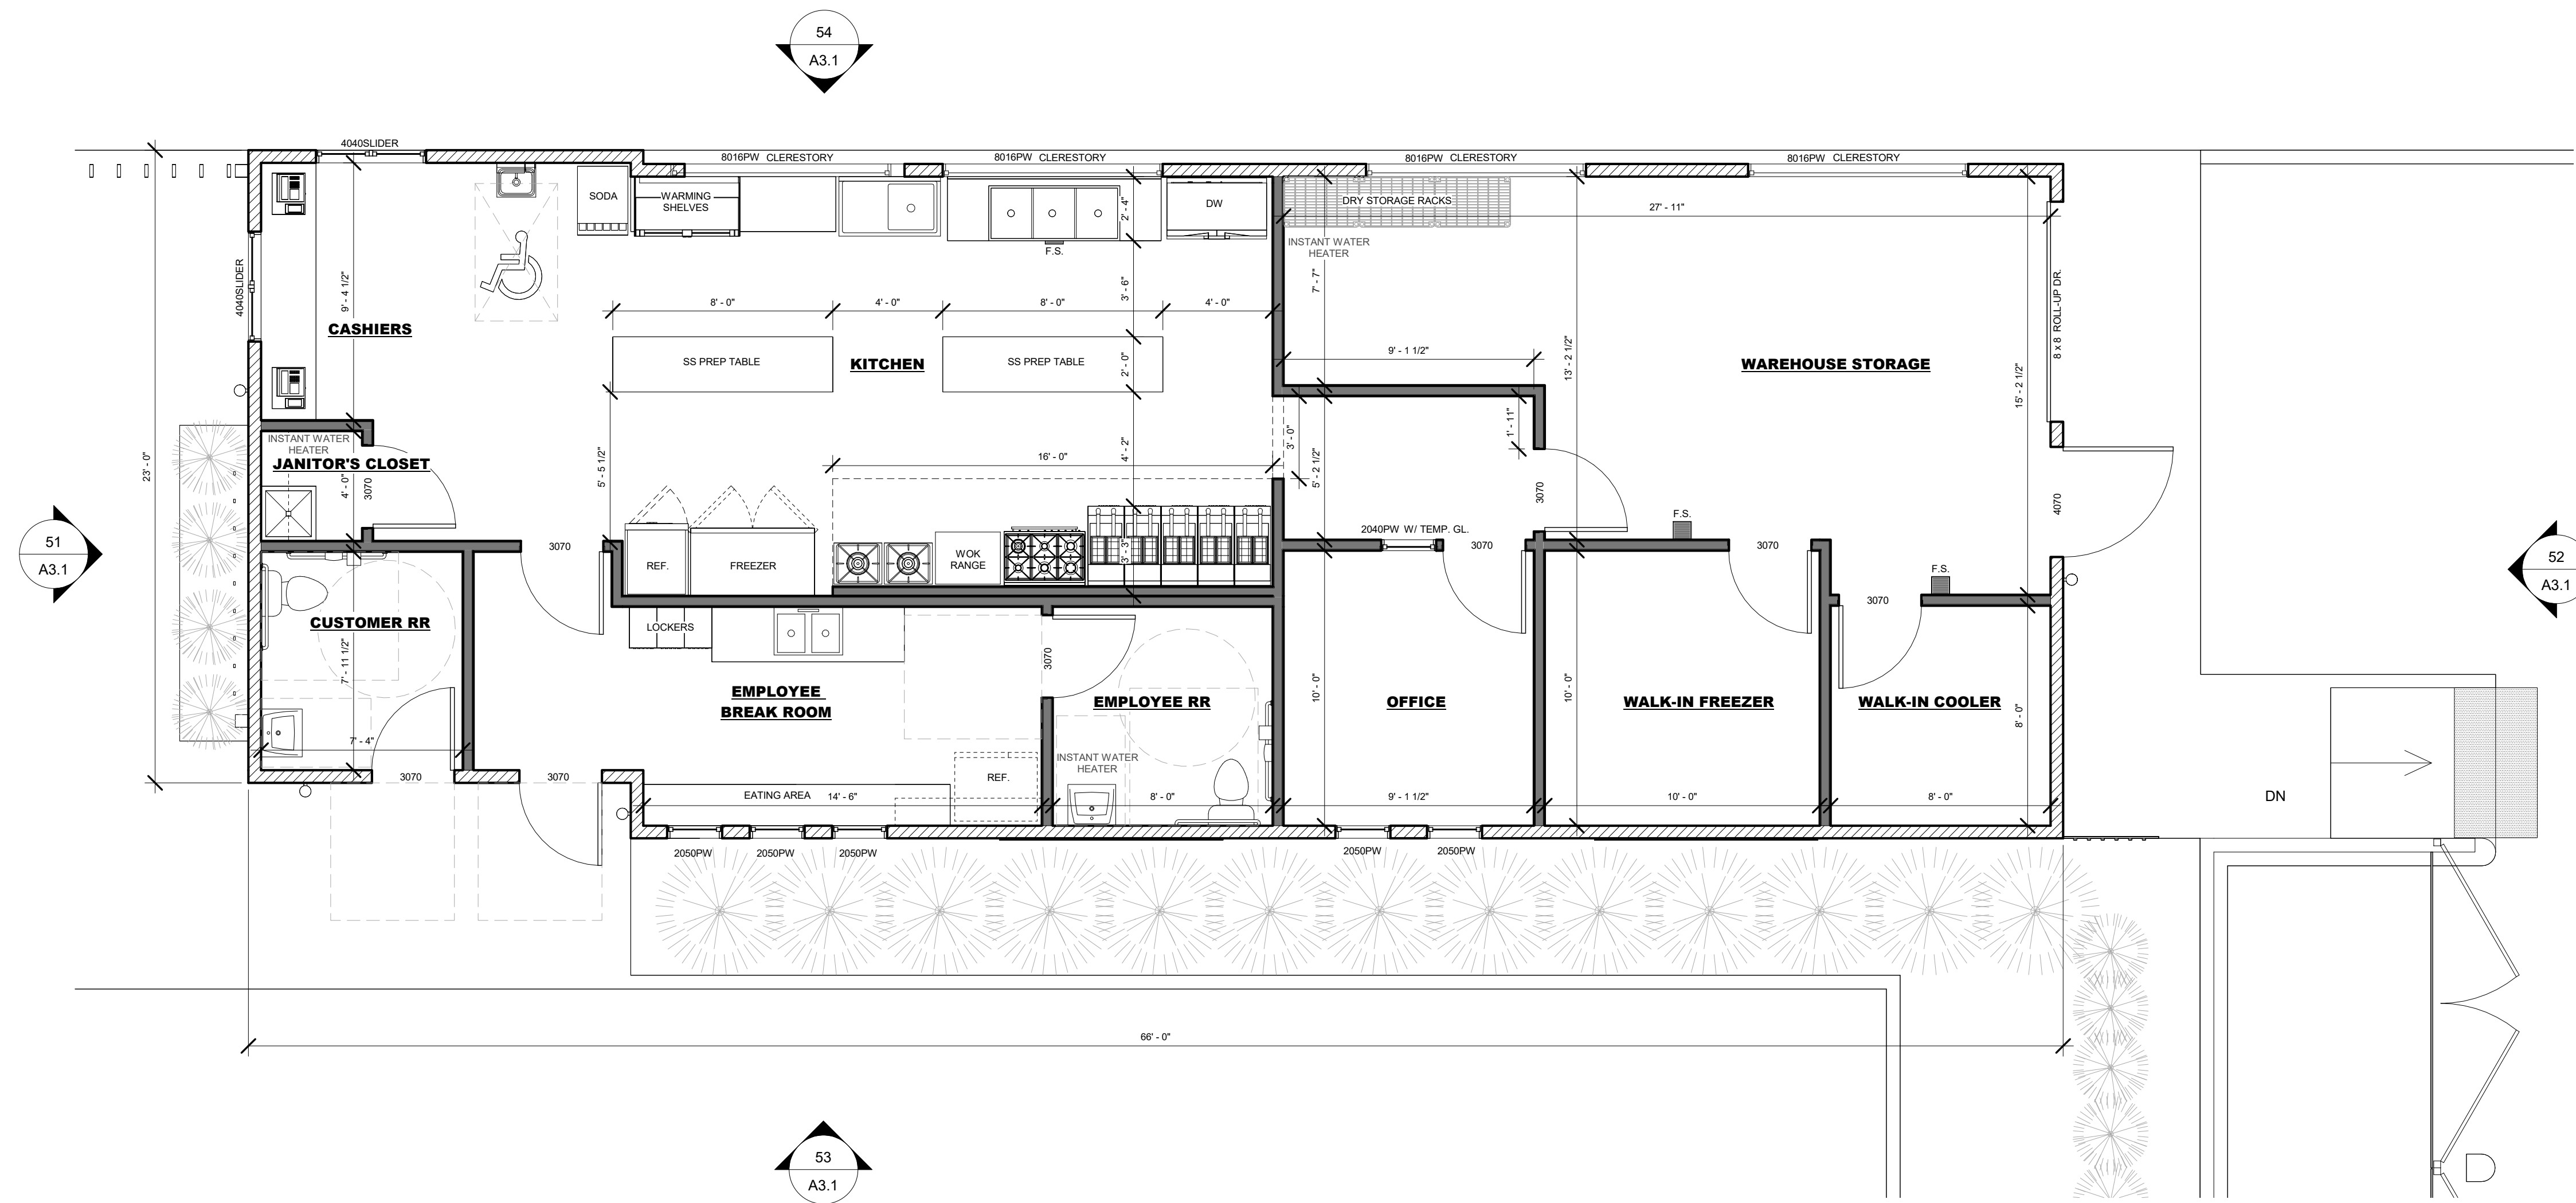 54
A3.1
4040SLIDER
8016PW CLERESTORY
8016PW CLERESTORY
8016PW CLERESTORY
8016PW CLERESTORY
SODA
WARMING
SHELVES
DW
2' - 4"
F.S.
DRY STORAGE RACKS
27' - 11"
INSTANT WATER
HEATER
7' - 7"
4040SLIDER
9' - 4 1/2"
3' - 6"
8' - 0"
4' - 0"
8' - 0"
4' - 0"
8 x 8 ROLL-UP DR.
CASHIERS
SS PREP TABLE
KITCHEN
SS PREP TABLE
2' - 0"
9' - 1 1/2"
13' - 2 1/2"
WAREHOUSE STORAGE
15' - 2 1/2"
1' - 11"
23' - 0"
INSTANT WATER
HEATER
JANITOR'S CLOSET
4' - 0"
3070
5' - 5 1/2"
16' - 0"
4' - 2"
3' - 0"
5' - 2 1/2"
3070
4070
F.S.
2040PW W/ TEMP. GL.
51
A3.1
3070
REF.
FREEZER
WOK
RANGE
3' - 3"
3070
3070
F.S.
3070
52
A3.1
CUSTOMER RR
7' - 11 1/2"
LOCKERS
3070
EMPLOYEE
BREAK ROOM
EMPLOYEE RR
10' - 0"
OFFICE
10' - 0"
WALK-IN FREEZER
WALK-IN COOLER
8' - 0"
7' - 4"
INSTANT WATER
HEATER
3070
3070
REF.
EATING AREA
14' - 6"
8' - 0"
9' - 1 1/2"
10' - 0"
8' - 0"
DN
2050PW
2050PW
2050PW
2050PW
2050PW
66' - 0"
53
A3.1